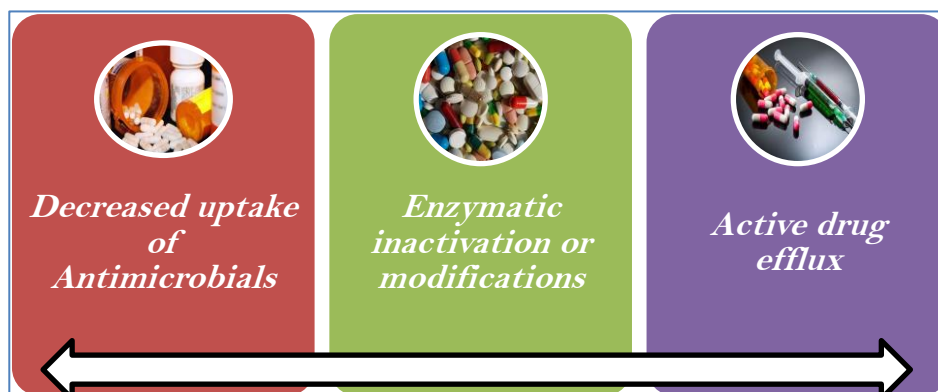 Decreased uptake
of
Antimicrobials
Enzymatic
inactivation or
modifications
Active drug
efflux